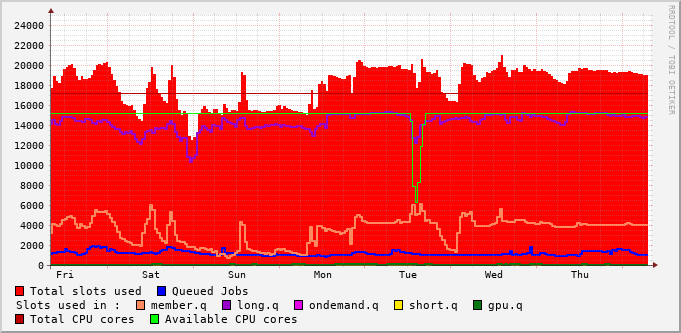 24000
22000
20000
18000
16000
14000
12000
10000
8000
6000
4000
2000
0
Fri Sat Sun Mon Tue Wed Thu
RRDTOOL / TOBI OETIKER
Total slots used Queued Jobs
Slots used in : member.q long.q ondemand.q short.q gpu.q
Total CPU cores Available CPU cores